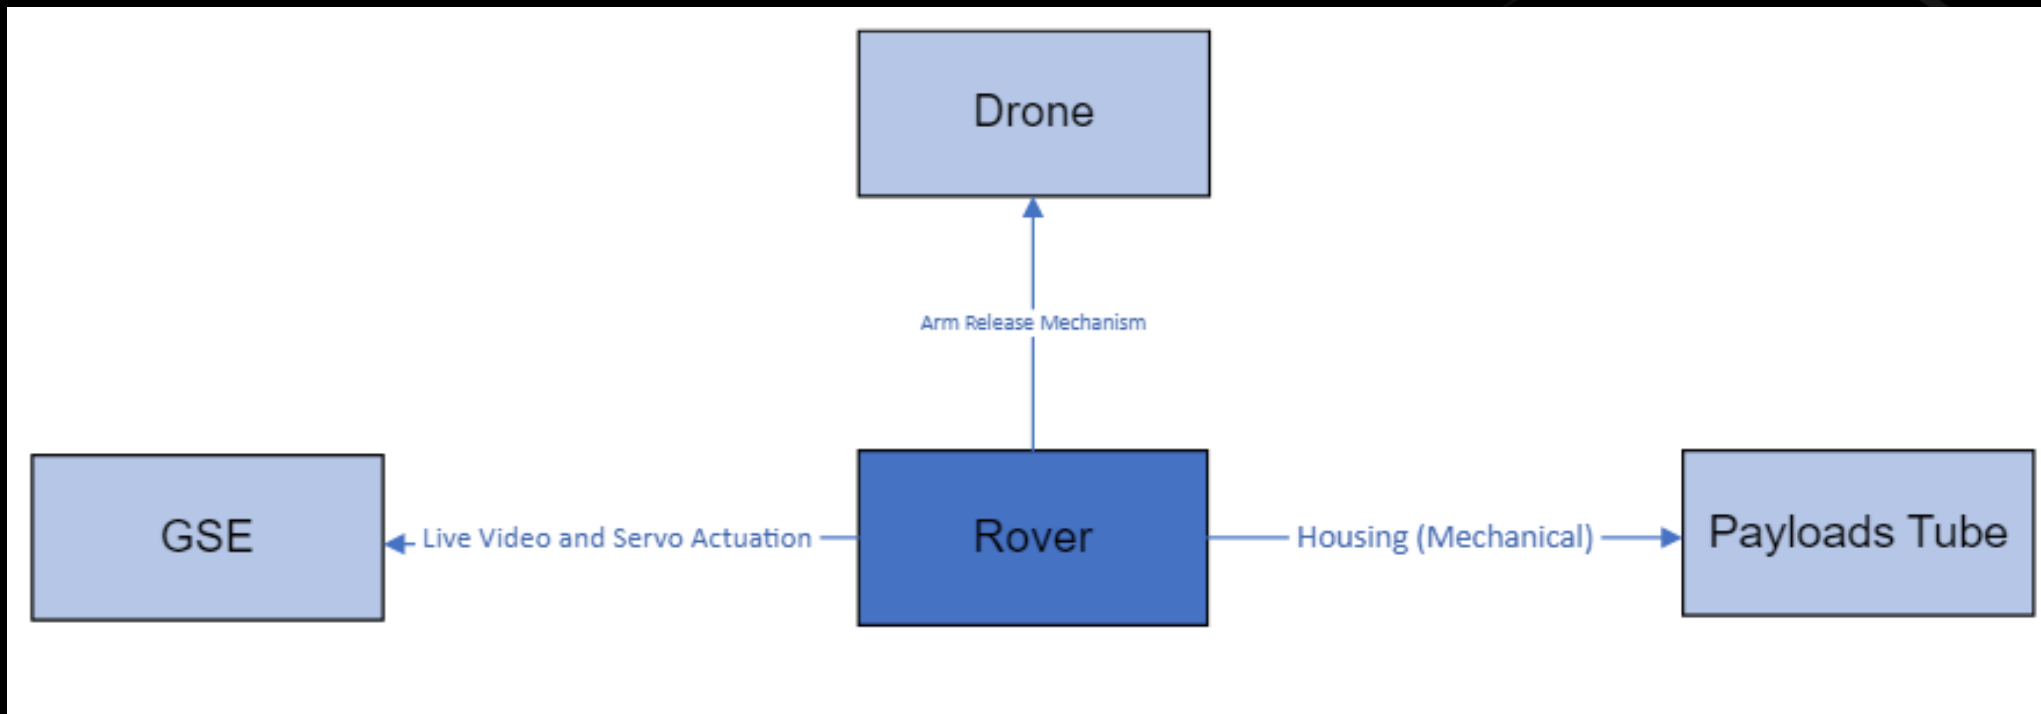 Drone
Arm Release Mechanism
GSE
Live Video and Servo Actuation
Rover
Housing (Mechanical)
Payloads Tube